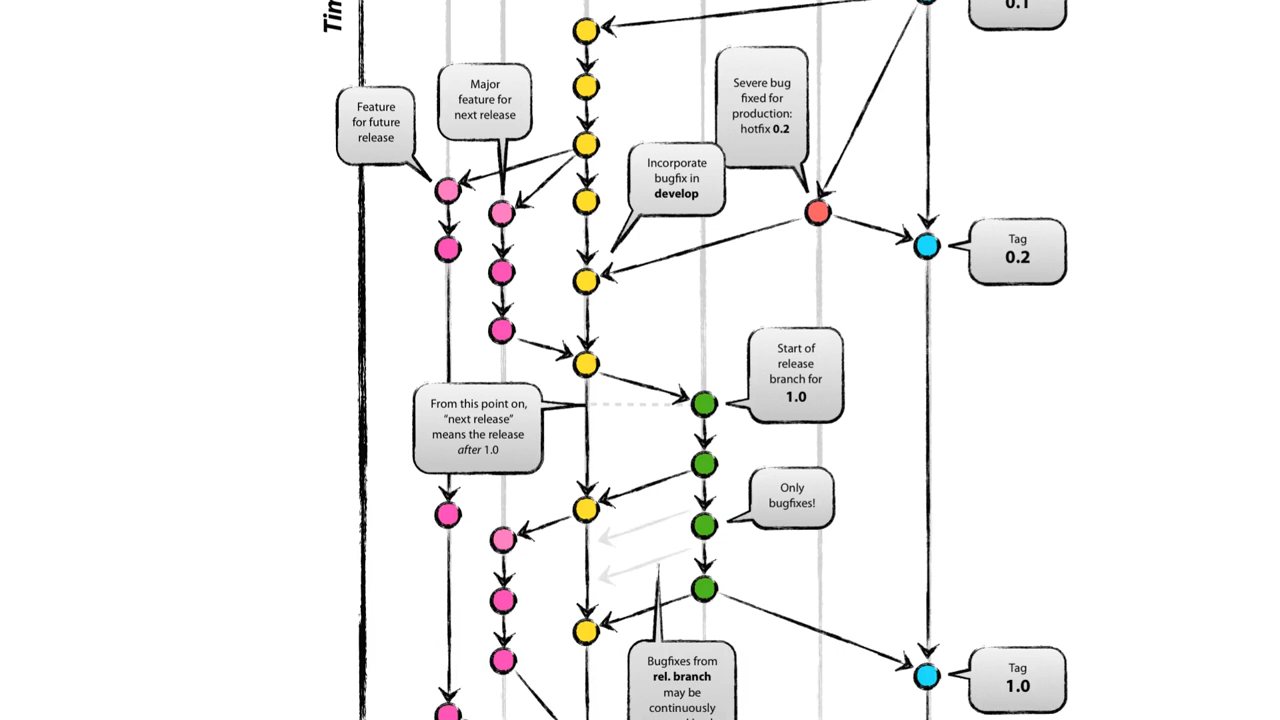 Tim
0.1
Major
feature for
next release
Feature
for future
release
Severe bug
fixed for
production:
hotfix 0.2
Incorporate
bugfix in
develop
Tag
0.2
Start of
release
branch for
1.0
From this point on,
“next release”
means the release
after 1.0
Only
bugfixes!
Bugfixes from
rel. branch
may be
continuously
Tag
1.0